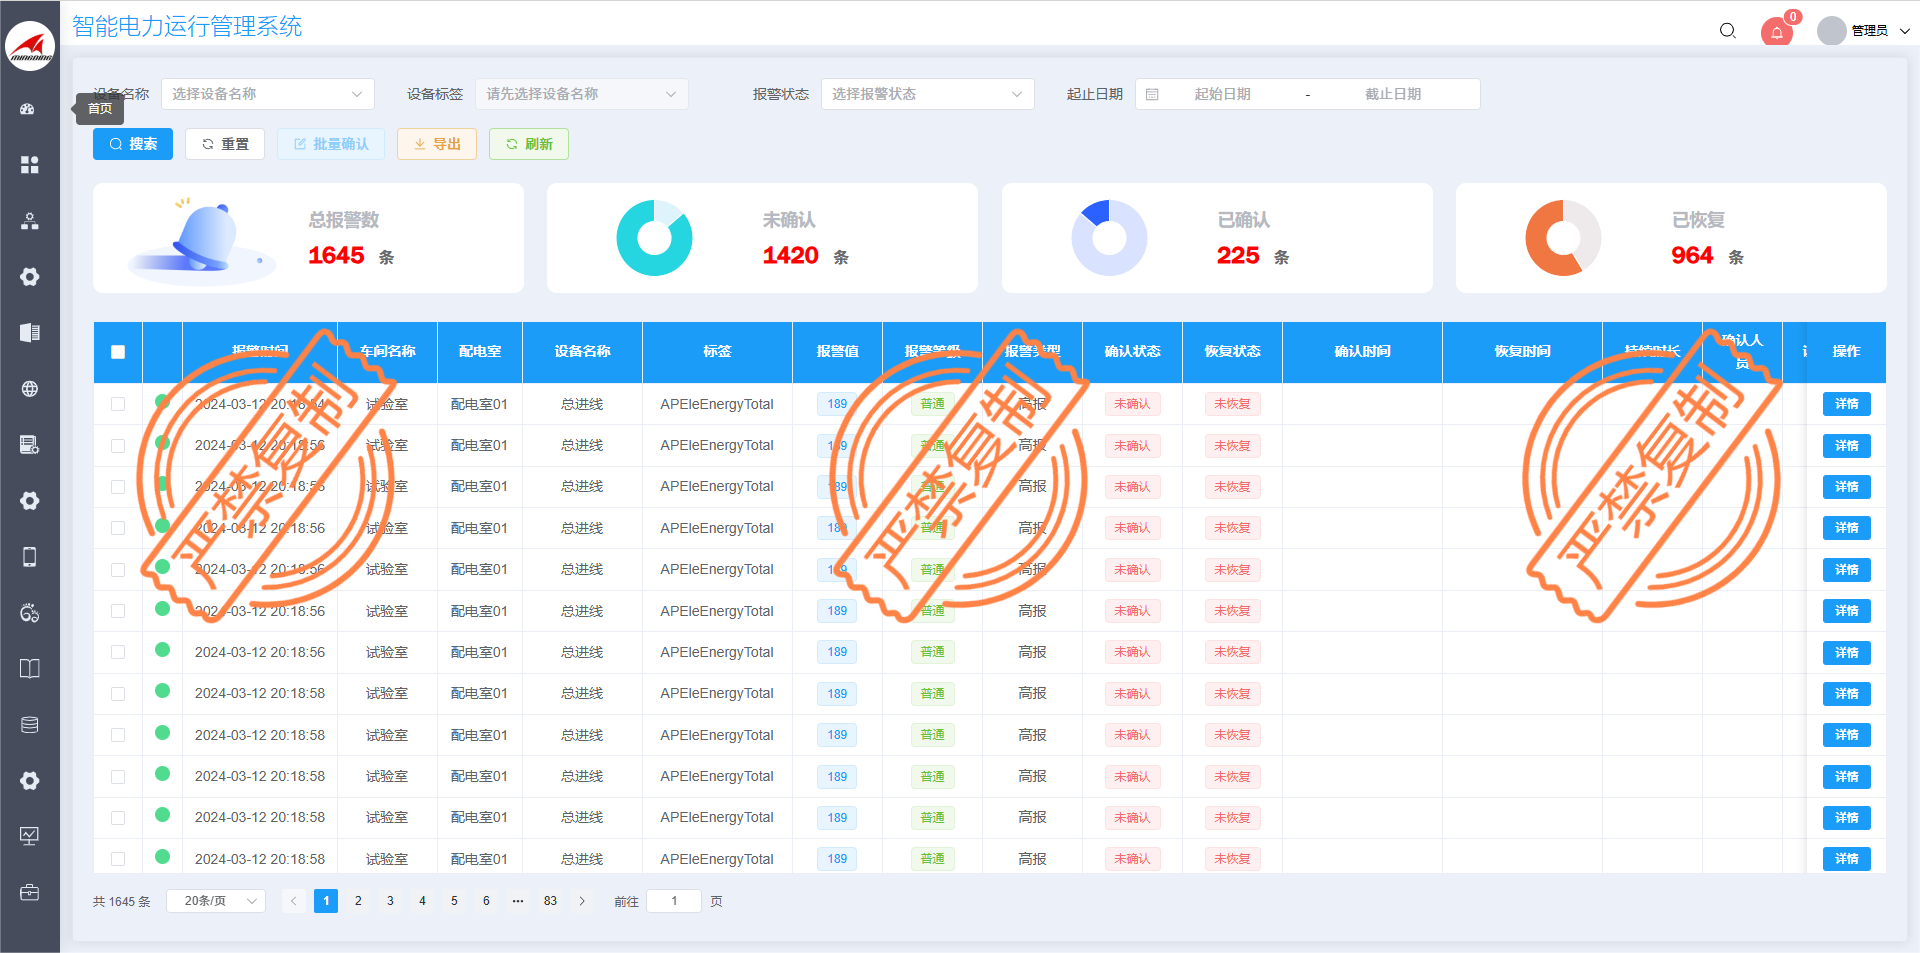 智能电力运行管理系统
MINGNING
0
管理员
首页
设备名称 选择设备名称 设备标签 请先选择设备名称 报警状态 选择报警状态 起止日期 起始日期 - 截止日期
搜索 重置 批量确认 导出 刷新
总报警数
1645 条
未确认
1420 条
已确认
225 条
已恢复
964 条
报警时间 车间名称 配电室 设备名称 标签 报警值 报警等级 报警类型 确认状态 恢复状态 确认时间 恢复时间 持续时长 确认人员 操作
2024-03-12 20:18:54 试验室 配电室01 总进线 APEleEnergyTotal 189 普通 高报 未确认 未恢复 详情
2024-03-12 20:18:56 试验室 配电室01 总进线 APEleEnergyTotal 189 普通 高报 未确认 未恢复 详情
2024-03-12 20:18:56 试验室 配电室01 总进线 APEleEnergyTotal 189 普通 高报 未确认 未恢复 详情
2024-03-12 20:18:56 试验室 配电室01 总进线 APEleEnergyTotal 189 普通 高报 未确认 未恢复 详情
2024-03-12 20:18:56 试验室 配电室01 总进线 APEleEnergyTotal 189 普通 高报 未确认 未恢复 详情
2024-03-12 20:18:56 试验室 配电室01 总进线 APEleEnergyTotal 189 普通 高报 未确认 未恢复 详情
2024-03-12 20:18:56 试验室 配电室01 总进线 APEleEnergyTotal 189 普通 高报 未确认 未恢复 详情
2024-03-12 20:18:58 试验室 配电室01 总进线 APEleEnergyTotal 189 普通 高报 未确认 未恢复 详情
2024-03-12 20:18:58 试验室 配电室01 总进线 APEleEnergyTotal 189 普通 高报 未确认 未恢复 详情
2024-03-12 20:18:58 试验室 配电室01 总进线 APEleEnergyTotal 189 普通 高报 未确认 未恢复 详情
2024-03-12 20:18:58 试验室 配电室01 总进线 APEleEnergyTotal 189 普通 高报 未确认 未恢复 详情
2024-03-12 20:18:58 试验室 配电室01 总进线 APEleEnergyTotal 189 普通 高报 未确认 未恢复 详情
严禁复制
严禁复制
严禁复制
共 1645 条 20条/页 1 2 3 4 5 6 ··· 83 前往 1 页